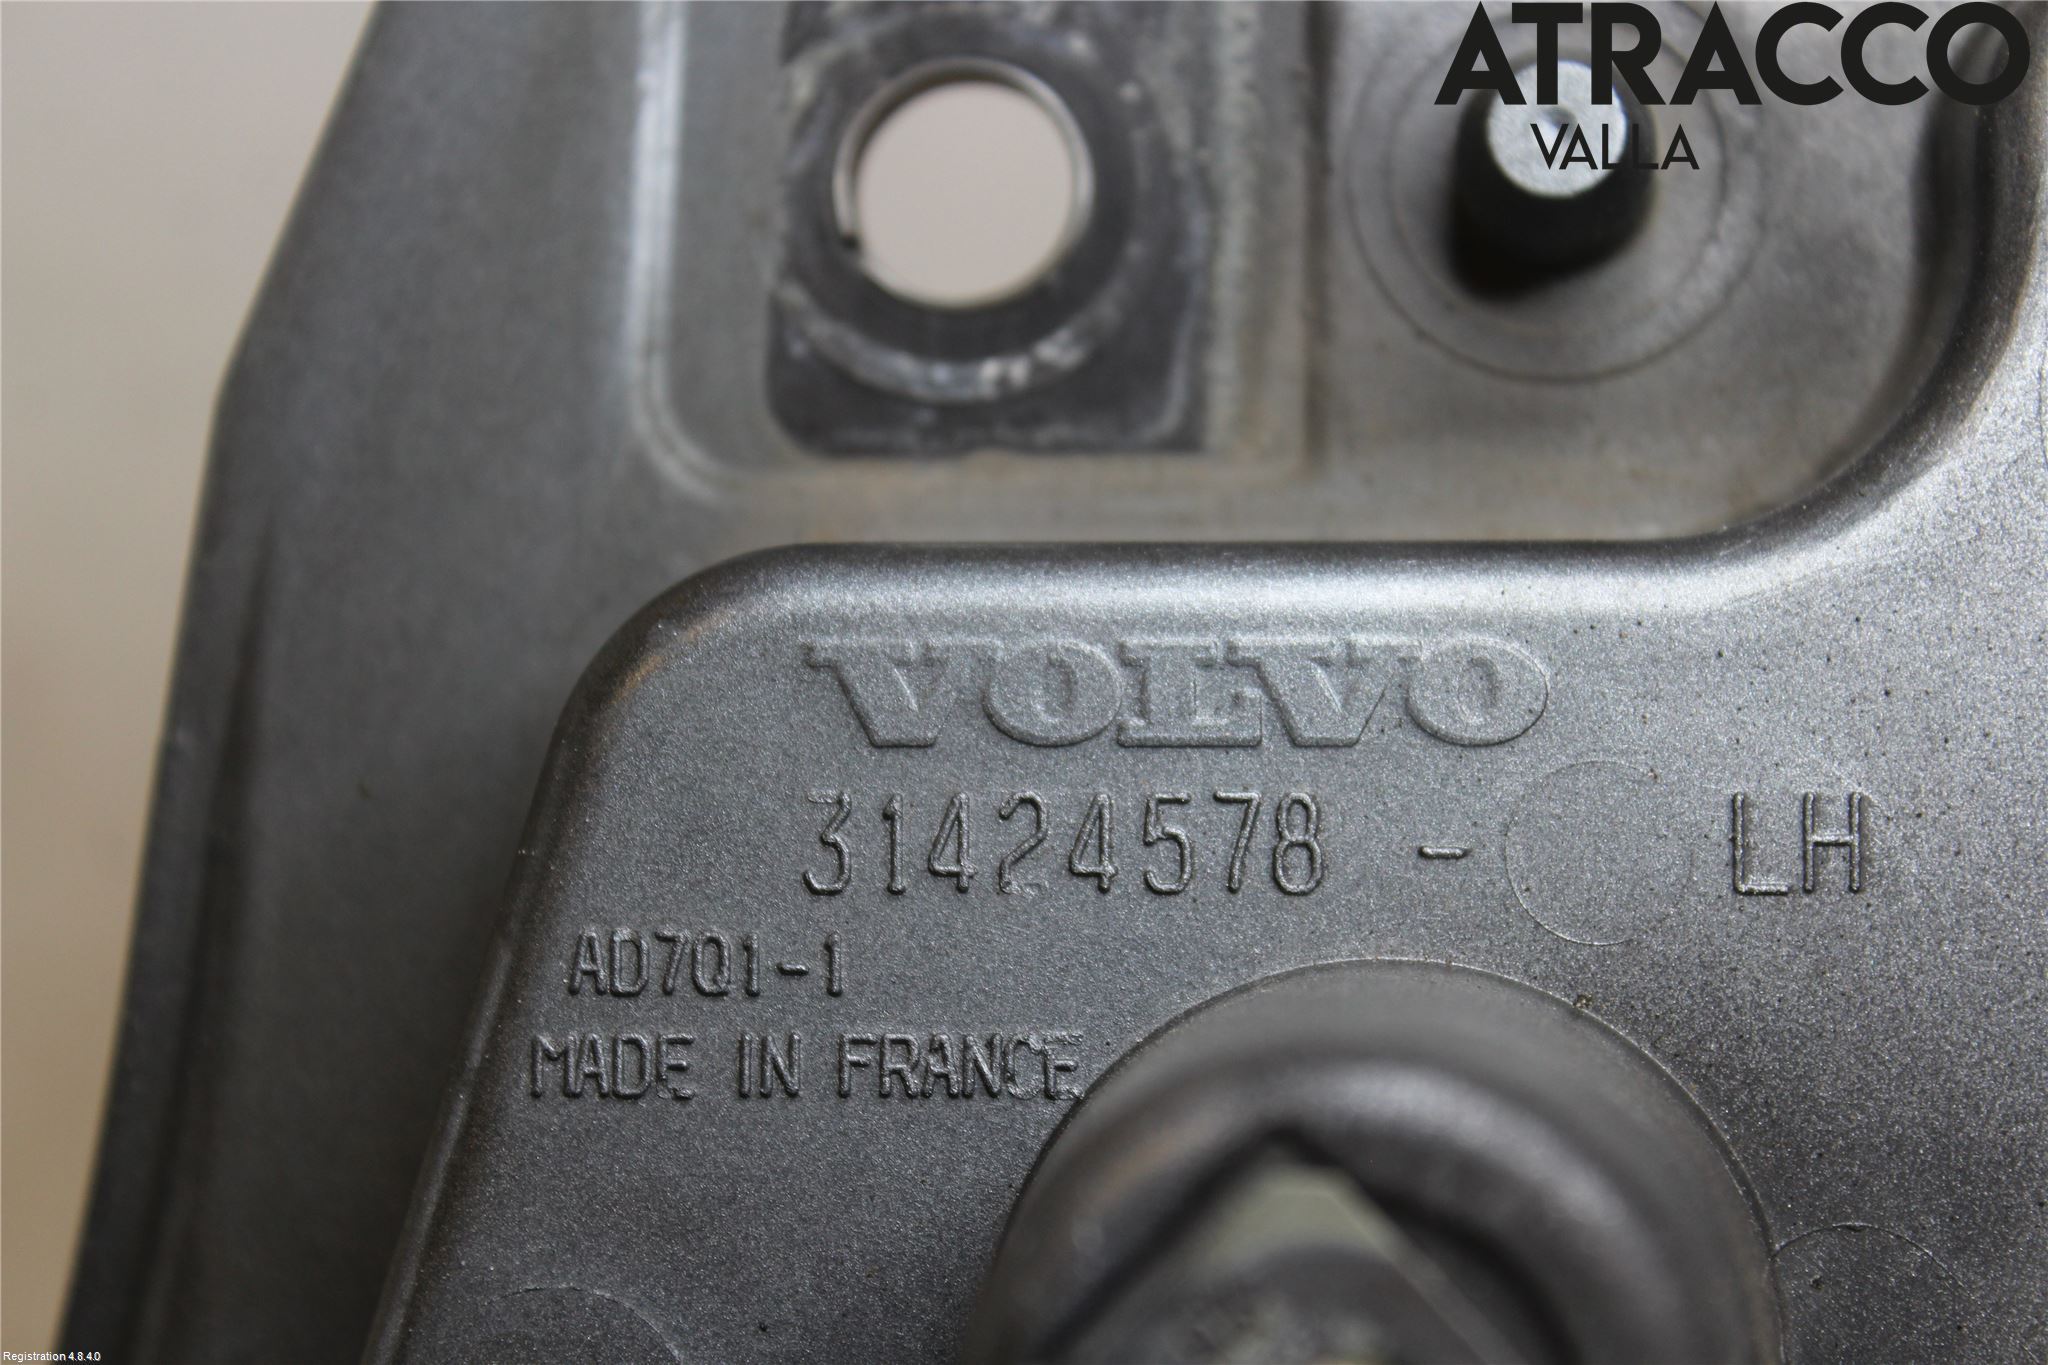 ATRACCO
VALLA
VOLVO
31424578 - LH
AD7Q1-1
MADE IN FRANCE
Registration 4.8.4.0